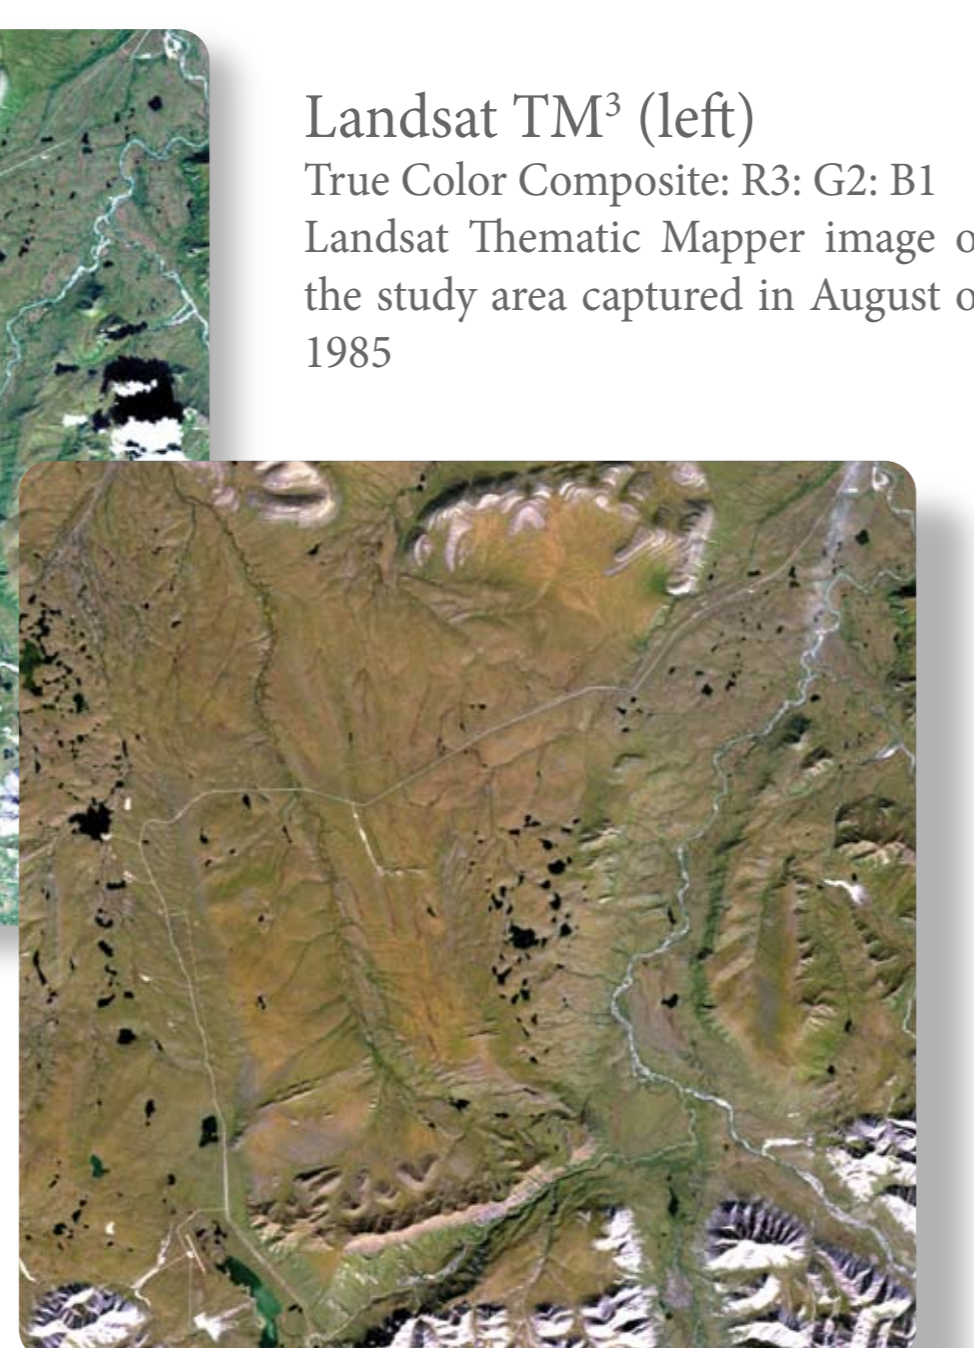 Landsat TM³ (left)
True Color Composite: R3: G2: B1
Landsat Thematic Mapper image
the study area captured in August
1985